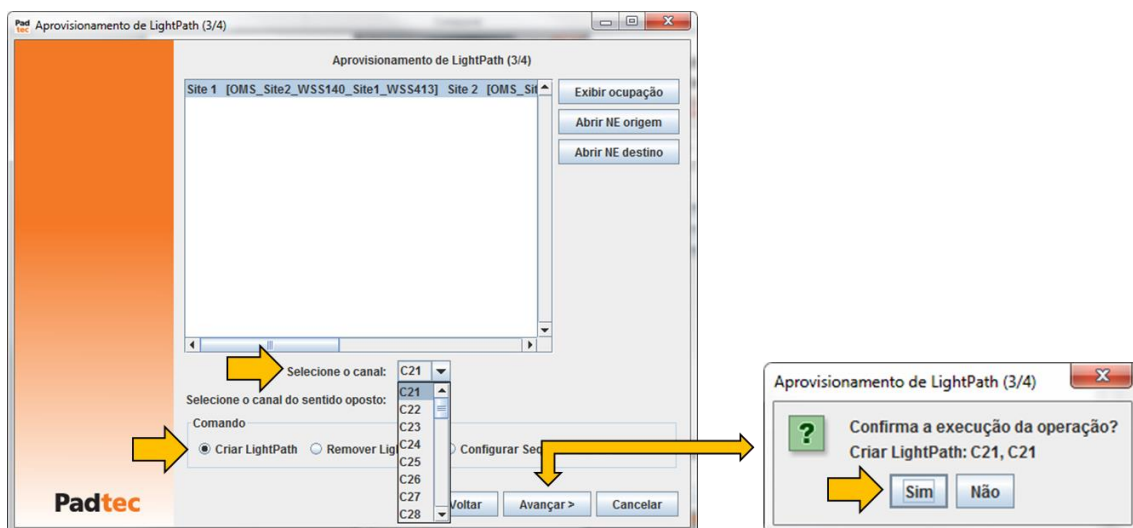 Pad
tec Aprovisionamento de LightPath (3/4)
Aprovisionamento de LightPath (3/4)
Site 1 [OMS_Site2_WSS140_Site1_WSS413] Site 2 [OMS_Sit
Exibir ocupação
Abrir NE origem
Abrir NE destino
Selecione o canal: C21
Selecione o canal do sentido oposto:
C21
C22
C23
C24
C25
C26
C27
C28
Comando
Criar LightPath Remover Lig Configurar Sec
Padtec
Voltar Avançar > Cancelar
Aprovisionamento de LightPath (3/4)
Confirma a execução da operação?
Criar LightPath: C21, C21
Sim Não